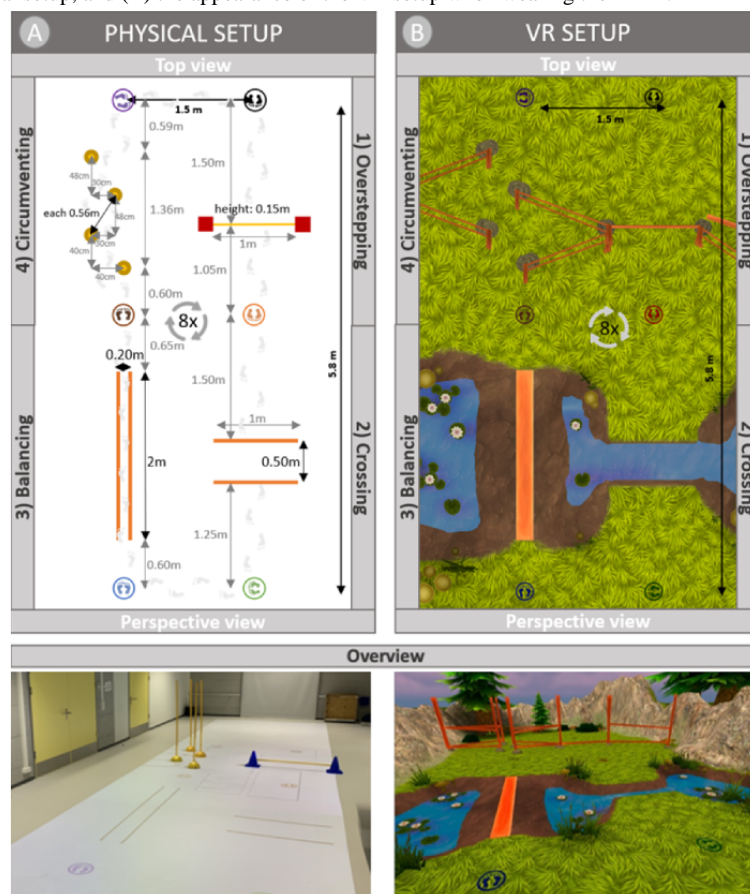 A PHYSICAL SETUP
Top view
1.5 m
0.59m
1.50m
48cm
30cm
each 0.56m
48cm
1.36m
height: 0.15m
30cm
1m
40cm
40cm
1.05m
0.60m
8x
0.65m
0.20m
1.50m
5.8 m
1m
2m
0.50m
1.25m
0.60m
4) Circumventing
3) Balancing
1) Overstepping
2) Crossing
Perspective view
B VR SETUP
Top view
1.5 m
8x
5.8 m
4) Circumventing
3) Balancing
1) Overstepping
2) Crossing
Perspective view
Overview